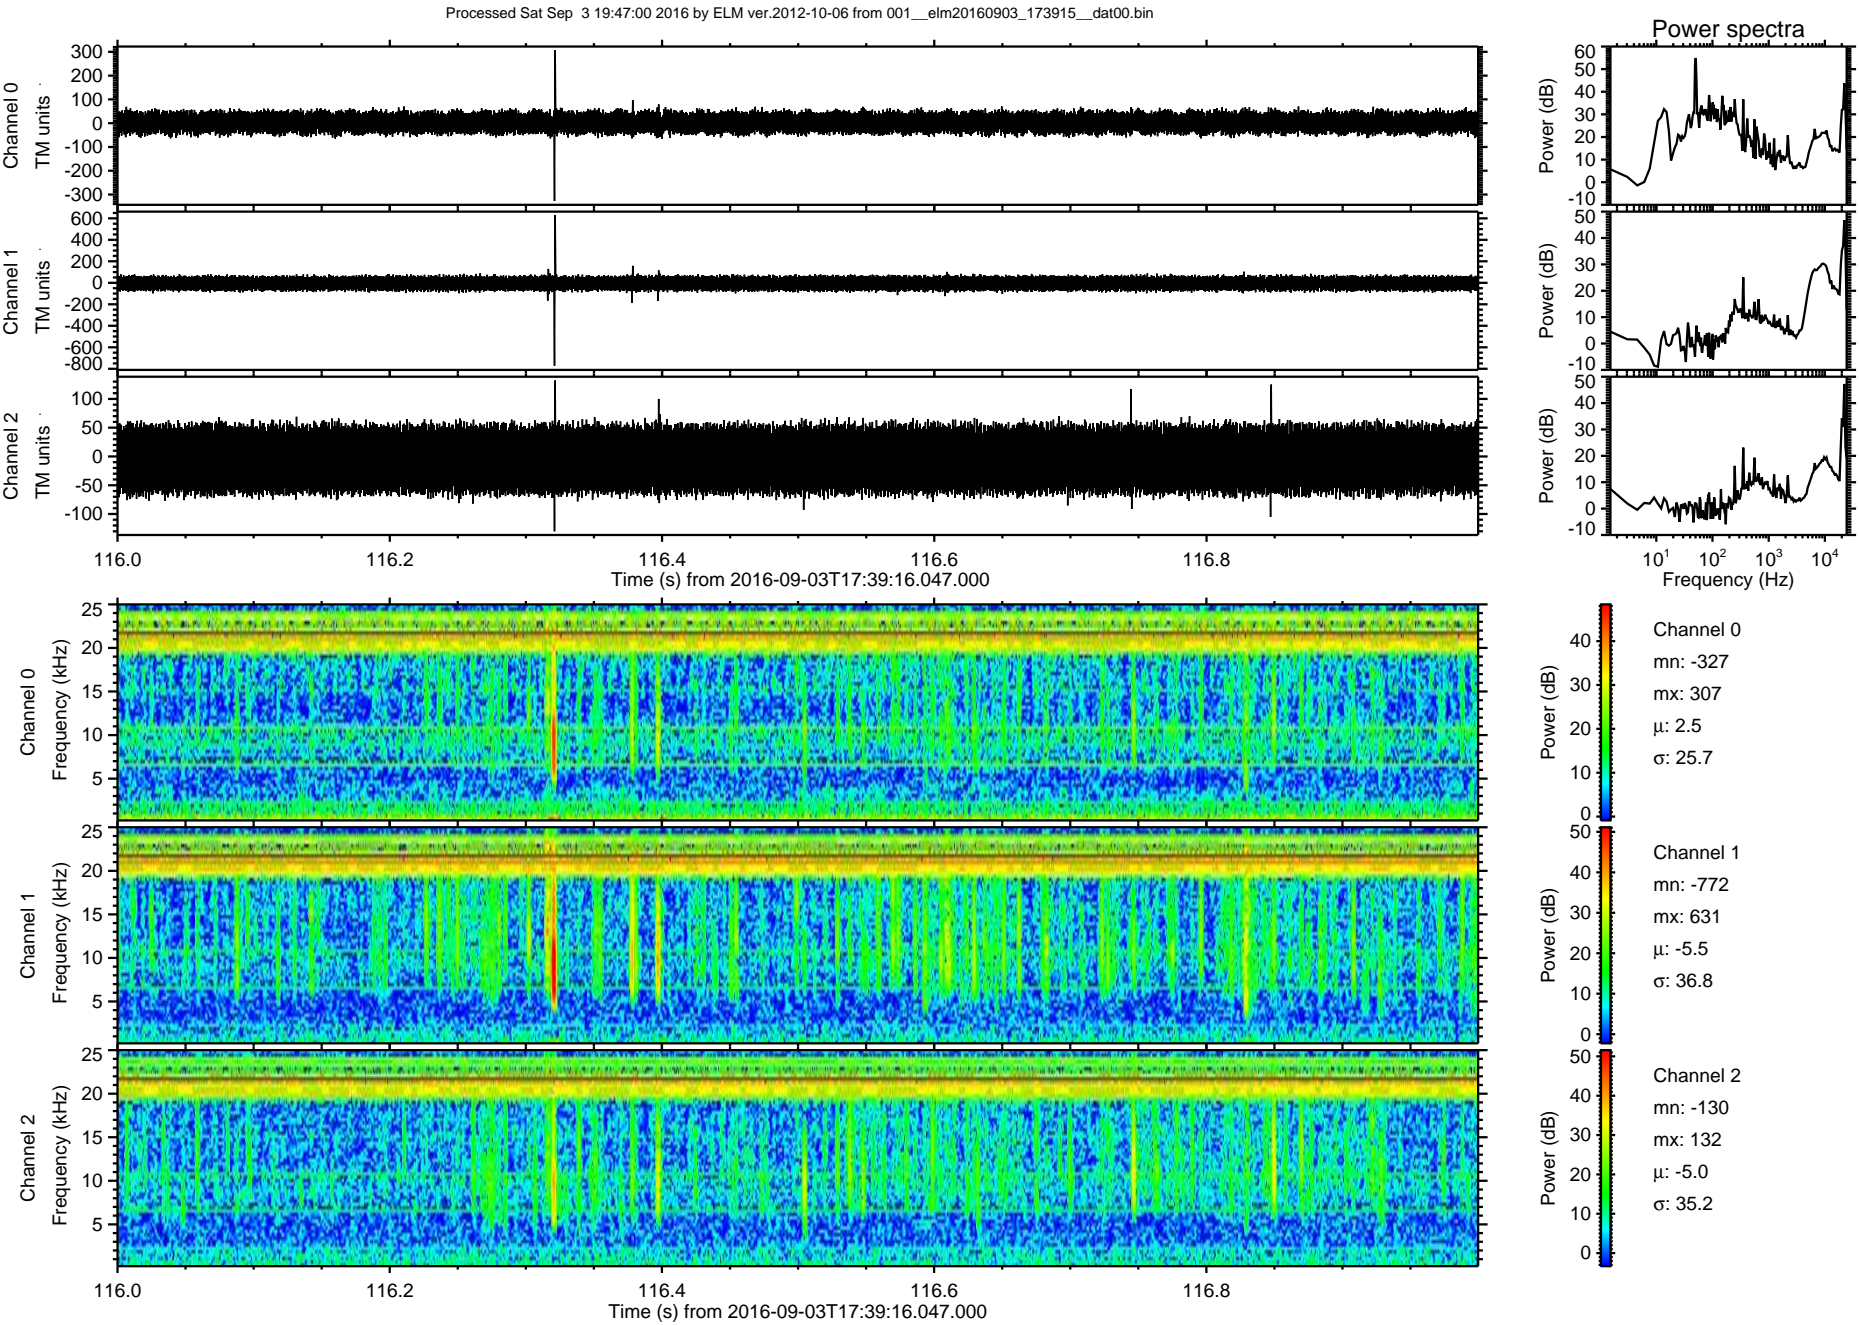 Processed Sat Sep  3 19:47:00 2016 by ELM ver.2012-10-06 from 001__elm20160903_173915__dat00.bin
Power spectra
Channel 0
TM units
300
200
100
0
-100
-200
-300
Power (dB)
60
50
40
30
20
10
0
-10
Channel 1
TM units
600
400
200
0
-200
-400
-600
-800
Power (dB)
50
40
30
20
10
0
-10
Channel 2
TM units
100
50
0
-50
-100
Power (dB)
50
40
30
20
10
0
-10
116.0 116.2 116.4 116.6 116.8
Time (s) from 2016-09-03T17:39:16.047.000
10¹ 10² 10³ 10⁴
Frequency (Hz)
Channel 0
Frequency (kHz)
25
20
15
10
5
Power (dB)
40
30
20
10
0
Channel 0
mn: -327
mx: 307
μ: 2.5
σ: 25.7
Channel 1
Frequency (kHz)
25
20
15
10
5
Power (dB)
50
40
30
20
10
0
Channel 1
mn: -772
mx: 631
μ: -5.5
σ: 36.8
Channel 2
Frequency (kHz)
25
20
15
10
5
Power (dB)
50
40
30
20
10
0
Channel 2
mn: -130
mx: 132
μ: -5.0
σ: 35.2
116.0 116.2 116.4 116.6 116.8
Time (s) from 2016-09-03T17:39:16.047.000